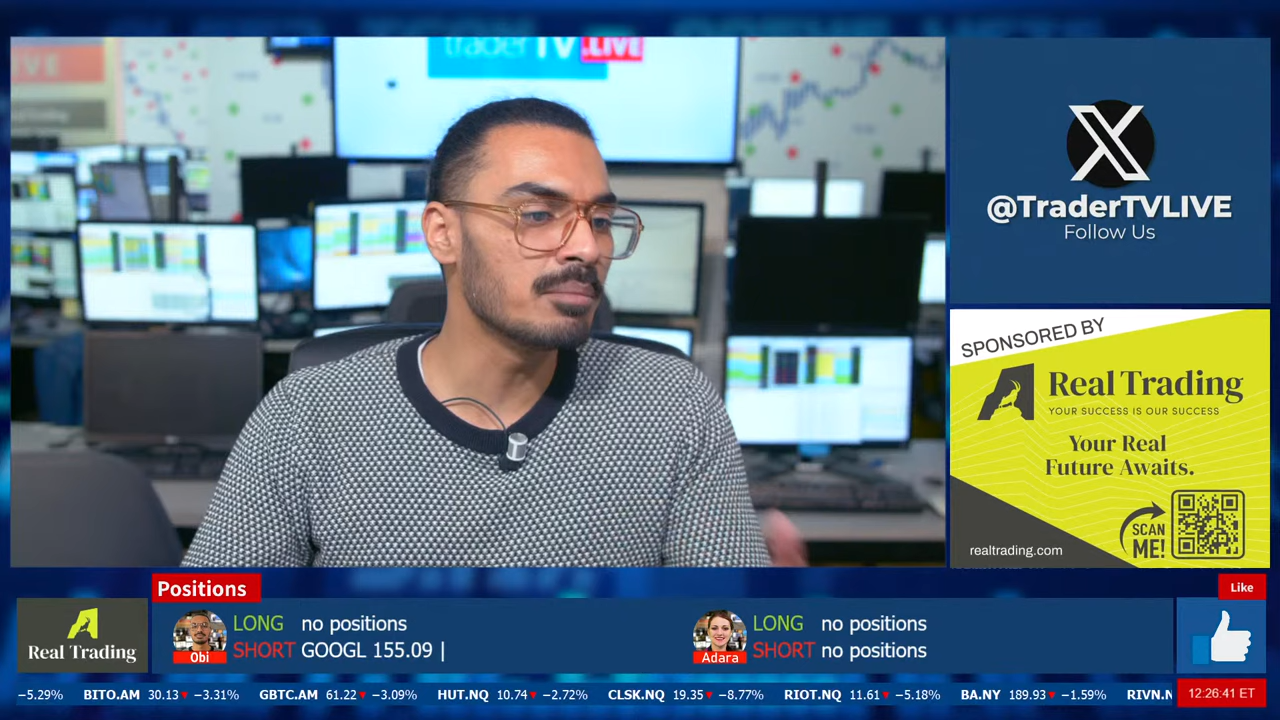 trader TV .LIVE
IVE
@TraderTVLIVE
Follow Us
SPONSORED BY
Real Trading
YOUR SUCCESS IS OUR SUCCESS
Your Real
Future Awaits.
SCAN
ME!
realtrading.com
Positions
Like
Real Trading
Obi
LONG no positions
SHORT GOOGL 155.09 |
Adara
LONG no positions
SHORT no positions
−5.29% BITO.AM 30.13 ▼ −3.31% GBTC.AM 61.22 ▼ −3.09% HUT.NQ 10.74 ▼ −2.72% CLSK.NQ 19.35 ▼ −8.77% RIOT.NQ 11.61 ▼ −5.18% BA.NY 189.93 ▼ −1.59% RIVN.N
12:26:41 ET